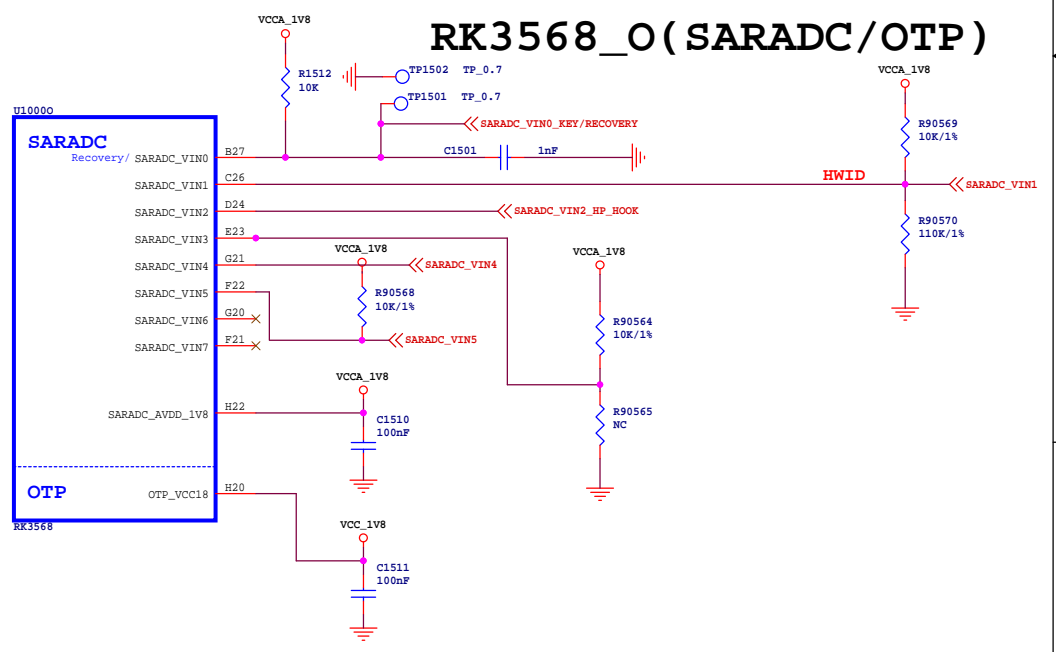 RK3568_O(SARADC/OTP)
VCCA_1V8
R1512
10K
TP1502 TP_0.7
TP1501 TP_0.7
VCCA_1V8
U1000O
SARADC_VIN0_KEY/RECOVERY
R90569
10K/1%
SARADC
Recovery/ SARADC_VIN0
B27
C1501
1nF
SARADC_VIN1
C26
HWID
SARADC_VIN1
SARADC_VIN2
D24
SARADC_VIN2_HP_HOOK
R90570
110K/1%
SARADC_VIN3
E23
VCCA_1V8
VCCA_1V8
SARADC_VIN4
G21
SARADC_VIN4
SARADC_VIN5
F22
R90568
10K/1%
SARADC_VIN6
G20
R90564
10K/1%
SARADC_VIN7
F21
SARADC_VIN5
VCCA_1V8
SARADC_AVDD_1V8
H22
C1510
100nF
R90565
NC
OTP
OTP_VCC18
H20
RK3568
VCC_1V8
C1511
100nF